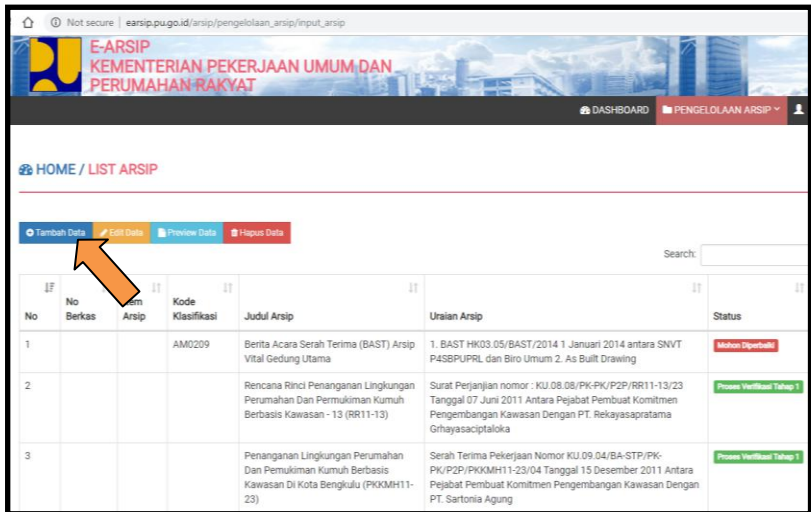 Not secure | earsip.pu.go.id/arsip/pengelolaan_arsip/input_arsip
E-ARSIP
KEMENTERIAN PEKERJAAN UMUM DAN
PERUMAHAN RAKYAT
DASHBOARD PENGELOLAAN ARSIP
HOME / LIST ARSIP
Tambah Data Edit Data Preview Data Hapus Data
Search:
No No Berkas Arsip Kode Klasifikasi Judul Arsip Uraian Arsip Status
1 AM0209 Berita Acara Serah Terima (BAST) Arsip 1. BAST HK03.05/BAST/2014 1 Januari 2014 antara SNVT Mohon Diperbaiki
Vital Gedung Utama P4SBPUPRL dan Biro Umum 2. As Built Drawing
2 Rencana Rinci Penanganan Lingkungan Surat Perjanjian nomor : KU.08.08/PK-PK/P2P/RR11-13/23 Proses Verifikasi Tahap 1
Perumahan Dan Permukiman Kumuh Tanggal 07 Juni 2011 Antara Pejabat Pembuat Komitmen
Berbasis Kawasan - 13 (RR11-13) Pengembangan Kawasan Dengan PT. Rekayasapratama
Grhayasaciptaloka
3 Penanganan Lingkungan Perumahan Serah Terima Pekerjaan Nomor KU.09.04/BA-STP/PK- Proses Verifikasi Tahap 1
Dan Pemukiman Kumuh Berbasis PK/P2P/PKKMH11-23/04 Tanggal 15 Desember 2011 Antara
Kawasan Di Kota Bengkulu (PKKMH11- Pejabat Pembuat Komitmen Pengembangan Kawasan Dengan
23) PT. Sartonia Agung